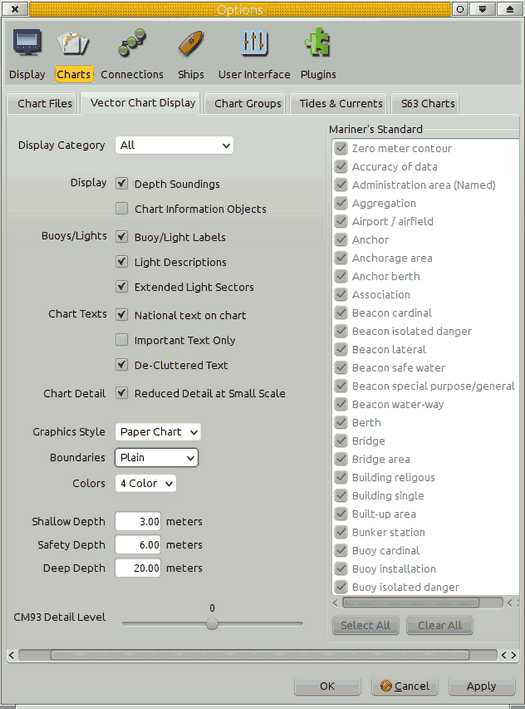 Options
Display Charts Connections Ships User Interface Plugins
Chart Files Vector Chart Display Chart Groups Tides & Currents S63 Charts
Display Category All
Display Depth Soundings
Chart Information Objects
Buoys/Lights Buoy/Light Labels
Light Descriptions
Extended Light Sectors
Chart Texts National text on chart
Important Text Only
De-Cluttered Text
Chart Detail Reduced Detail at Small Scale
Graphics Style Paper Chart
Boundaries Plain
Colors 4 Color
Shallow Depth 3.00 meters
Safety Depth 6.00 meters
Deep Depth 20.00 meters
CM93 Detail Level 0
Mariner's Standard
Zero meter contour
Accuracy of data
Administration area (Named)
Aggregation
Airport / airfield
Anchor
Anchorage area
Anchor berth
Association
Beacon cardinal
Beacon isolated danger
Beacon lateral
Beacon safe water
Beacon special purpose/general
Beacon water-way
Berth
Bridge
Bridge area
Building religous
Building single
Built-up area
Bunker station
Buoy cardinal
Buoy installation
Buoy isolated danger
Select All Clear All
OK Cancel Apply